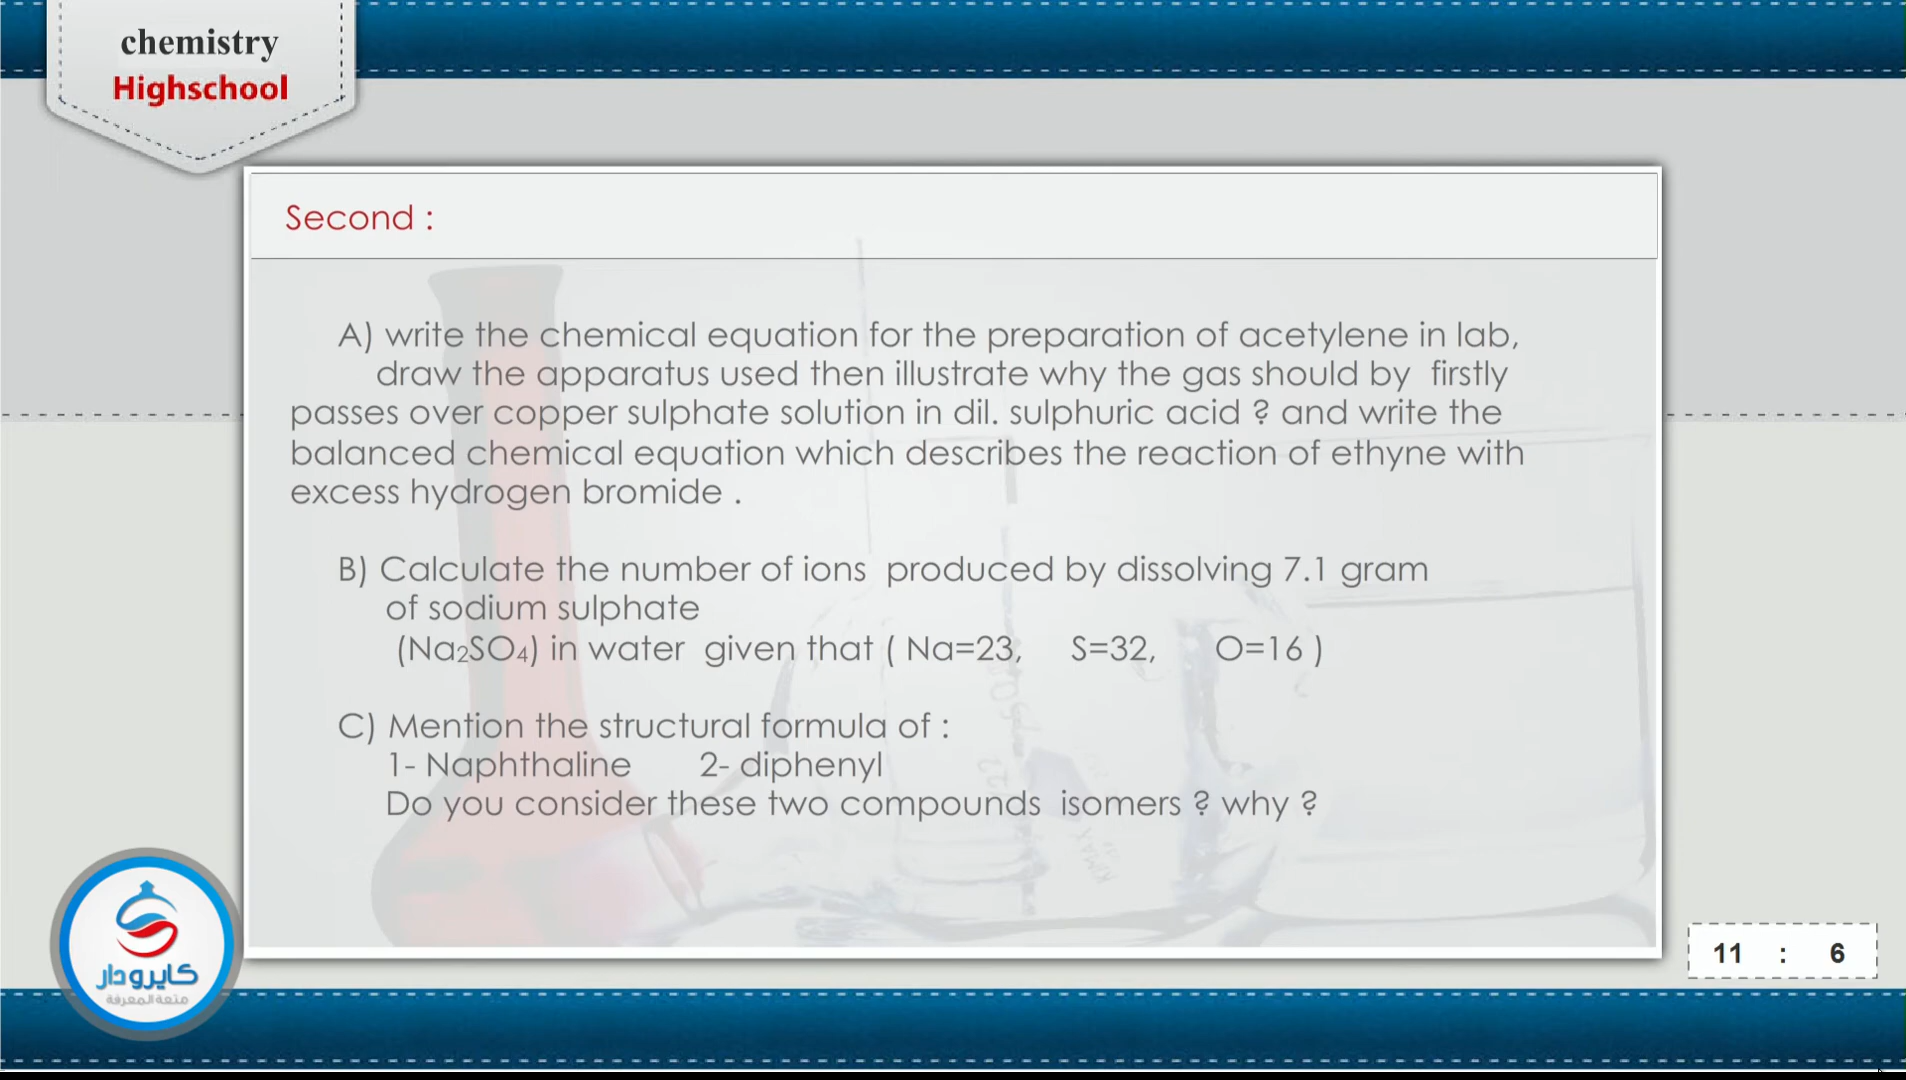 chemistry
Highschool
Second :
A) write the chemical equation for the preparation of acetylene in lab,
draw the apparatus used then illustrate why the gas should by firstly
passes over copper sulphate solution in dil. sulphuric acid ? and write the
balanced chemical equation which describes the reaction of ethyne with
excess hydrogen bromide .
B) Calculate the number of ions produced by dissolving 7.1 gram
of sodium sulphate
(Na₂SO₄) in water given that ( Na=23, S=32, O=16 )
C) Mention the structural formula of :
1- Naphthaline 2- diphenyl
Do you consider these two compounds isomers ? why ?
كايرودار
متعة المعرفة
11 : 6